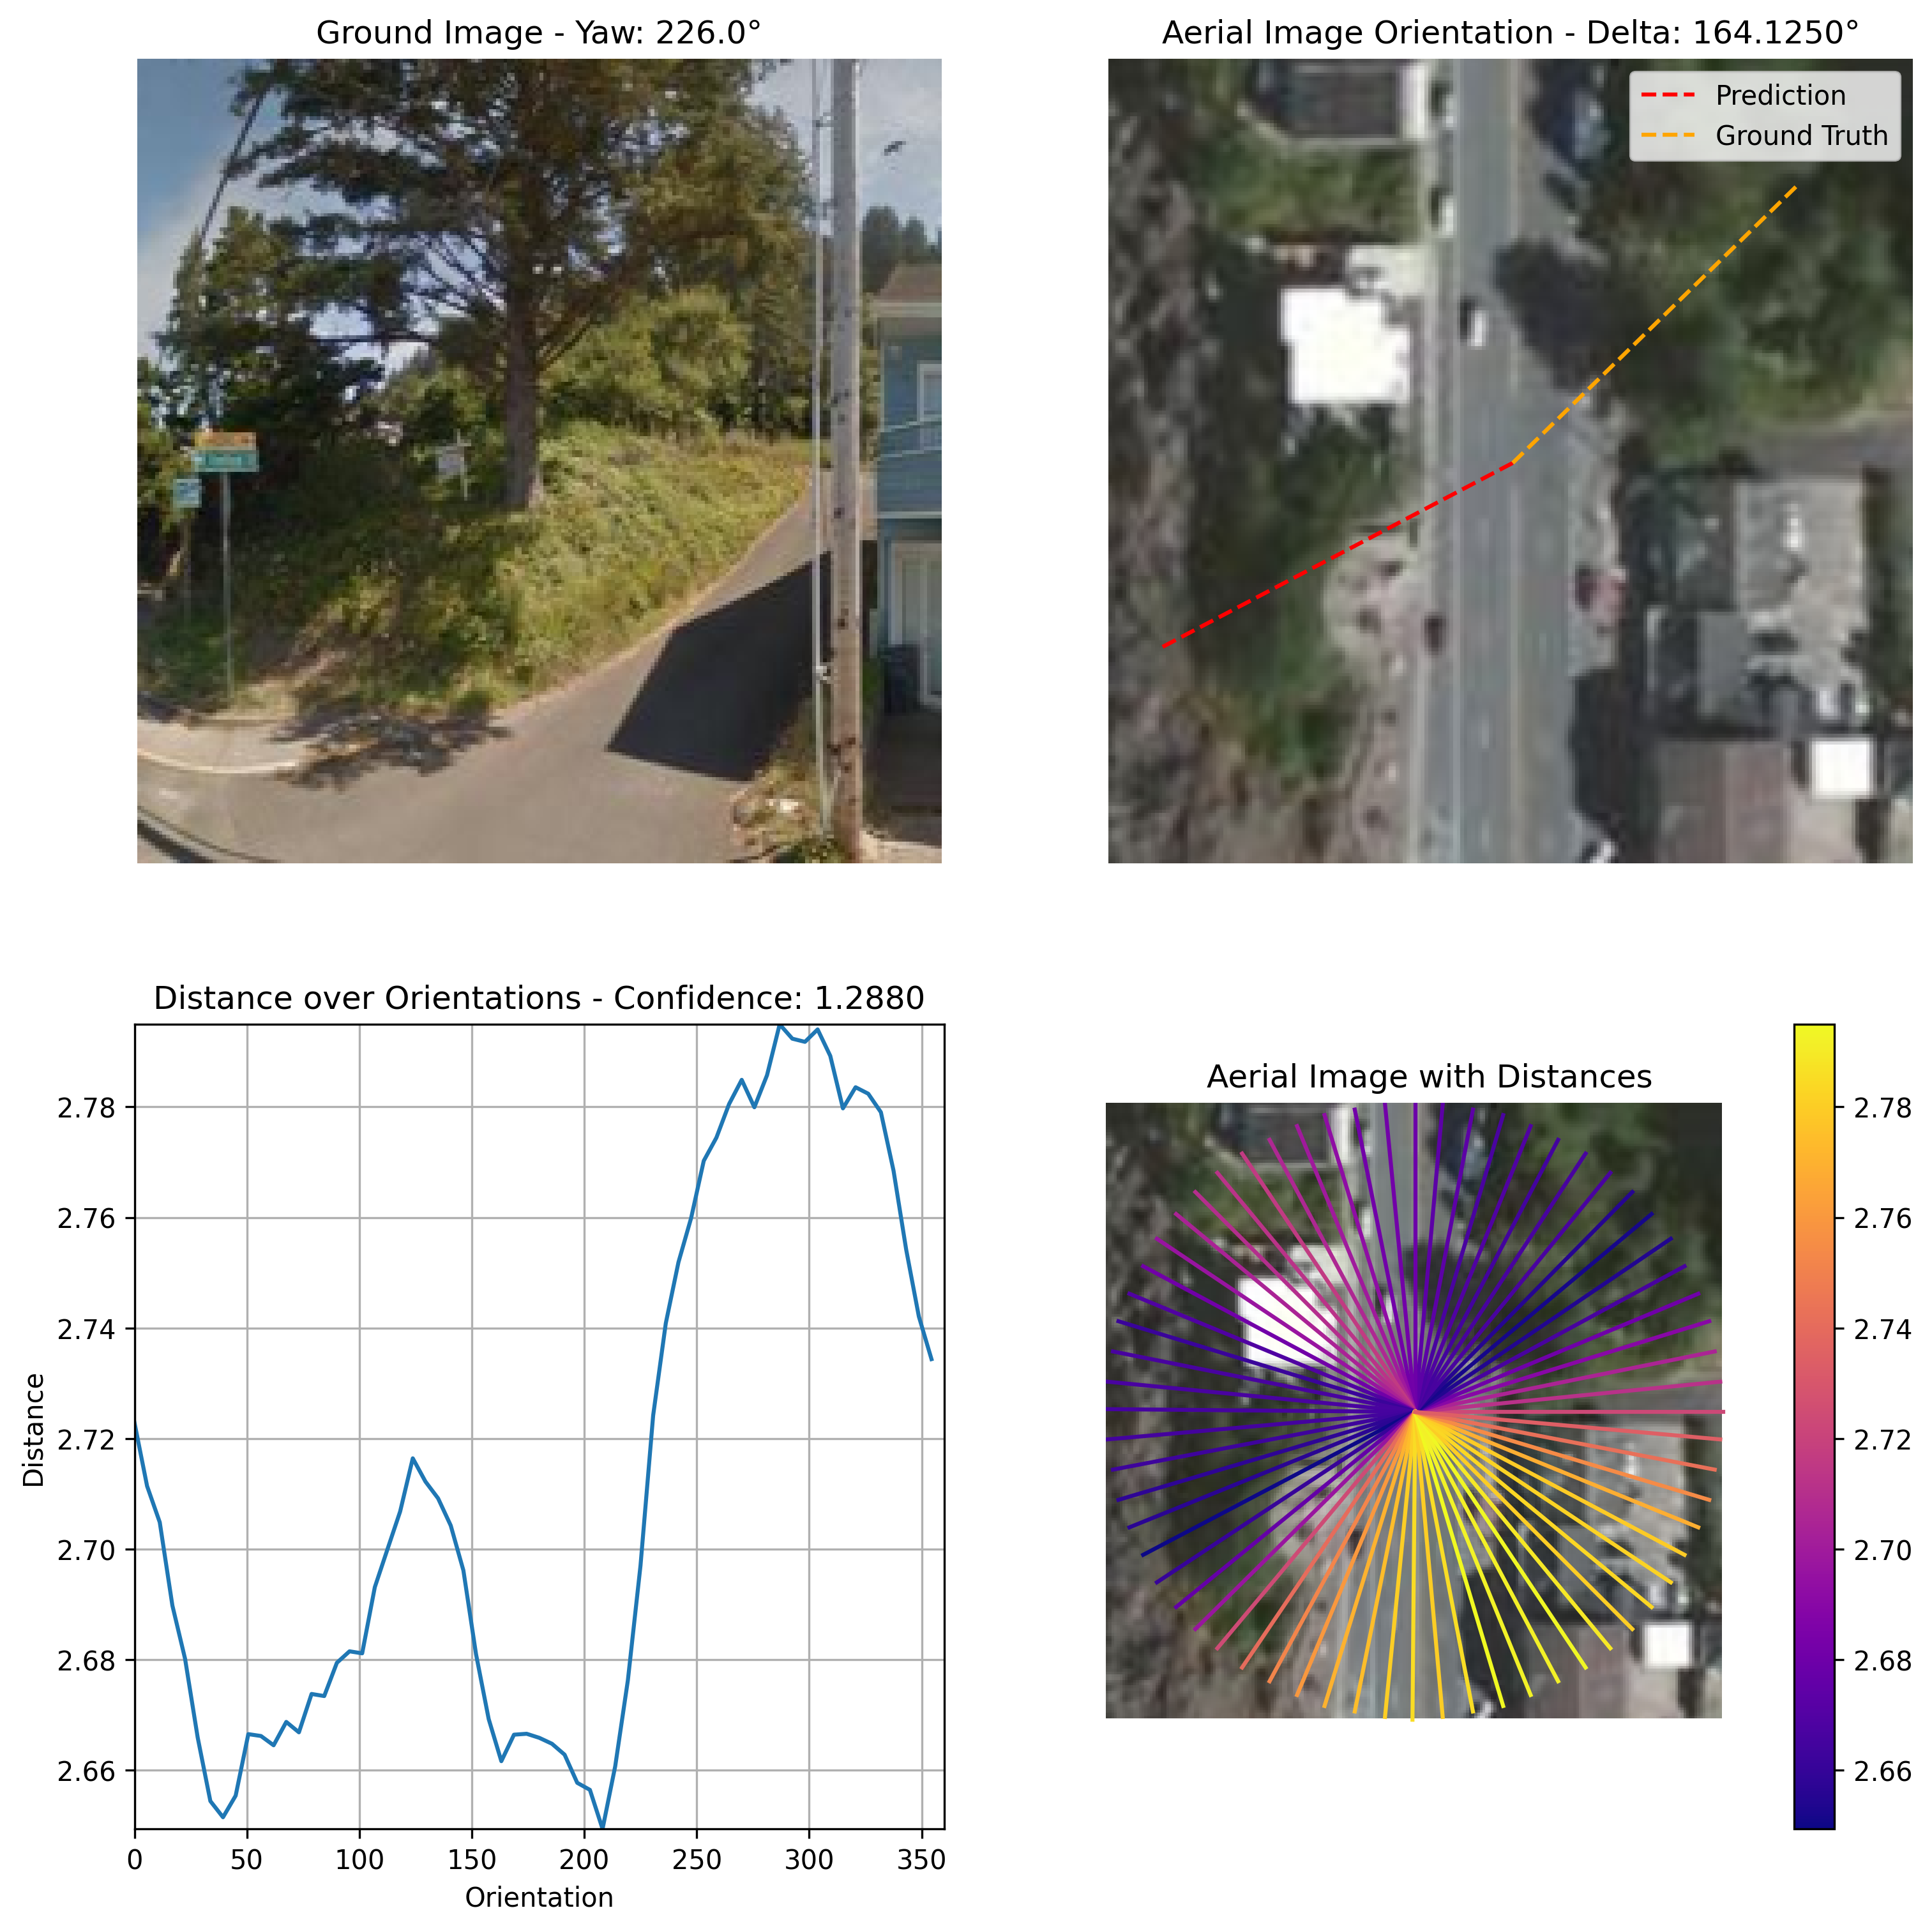 Ground Image - Yaw: 226.0°
Aerial Image Orientation - Delta: 164.1250°
Prediction
Ground Truth
Distance over Orientations - Confidence: 1.2880
2.78
2.76
2.74
2.72
2.70
2.68
2.66
Distance
0 50 100 150 200 250 300 350
Orientation
Aerial Image with Distances
2.78
2.76
2.74
2.72
2.70
2.68
2.66